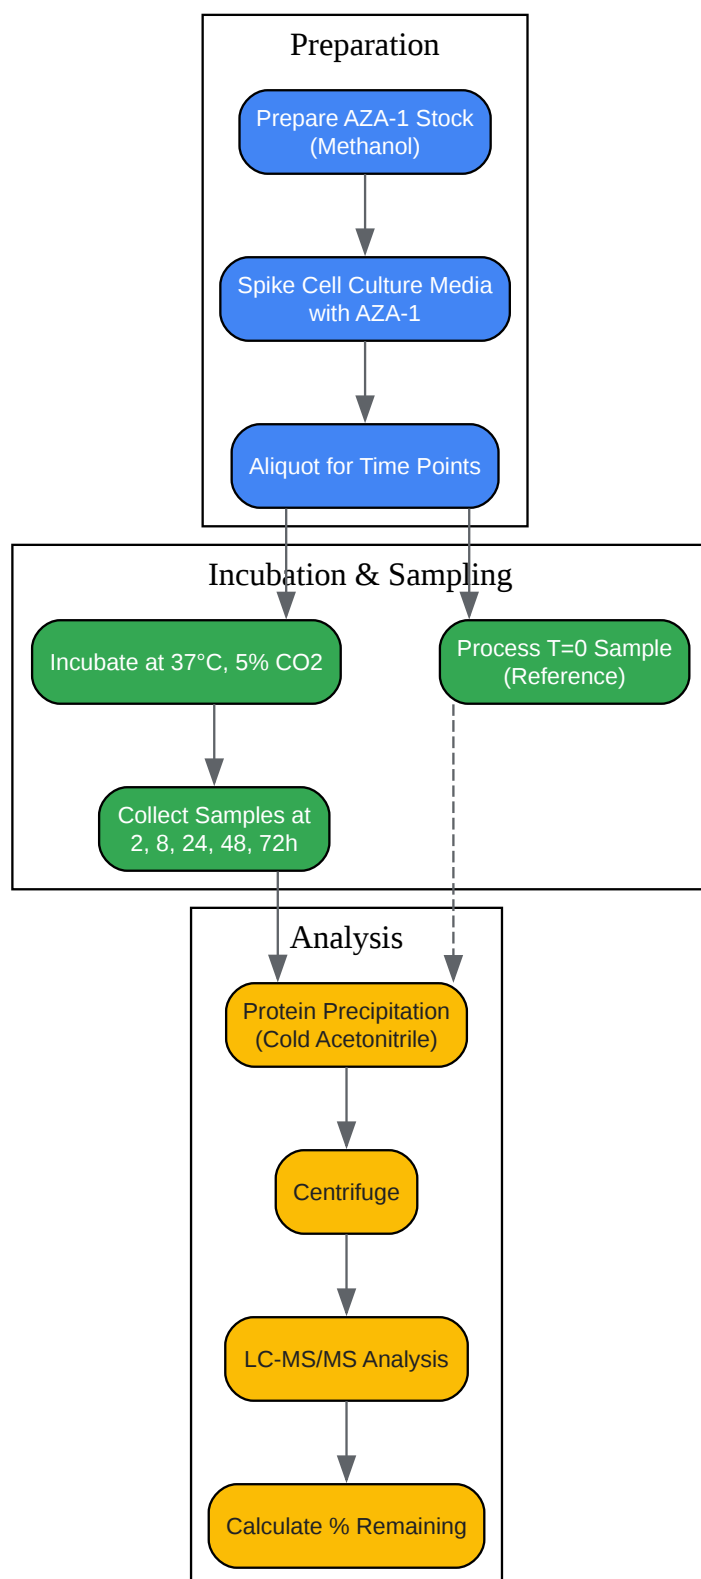 Preparation
Prepare AZA-1 Stock
(Methanol)
Spike Cell Culture Media
with AZA-1
Aliquot for Time Points
Incubation & Sampling
Incubate at 37°C, 5% CO2
Process T=0 Sample
(Reference)
Collect Samples at
2, 8, 24, 48, 72h
Analysis
Protein Precipitation
(Cold Acetonitrile)
Centrifuge
LC-MS/MS Analysis
Calculate % Remaining